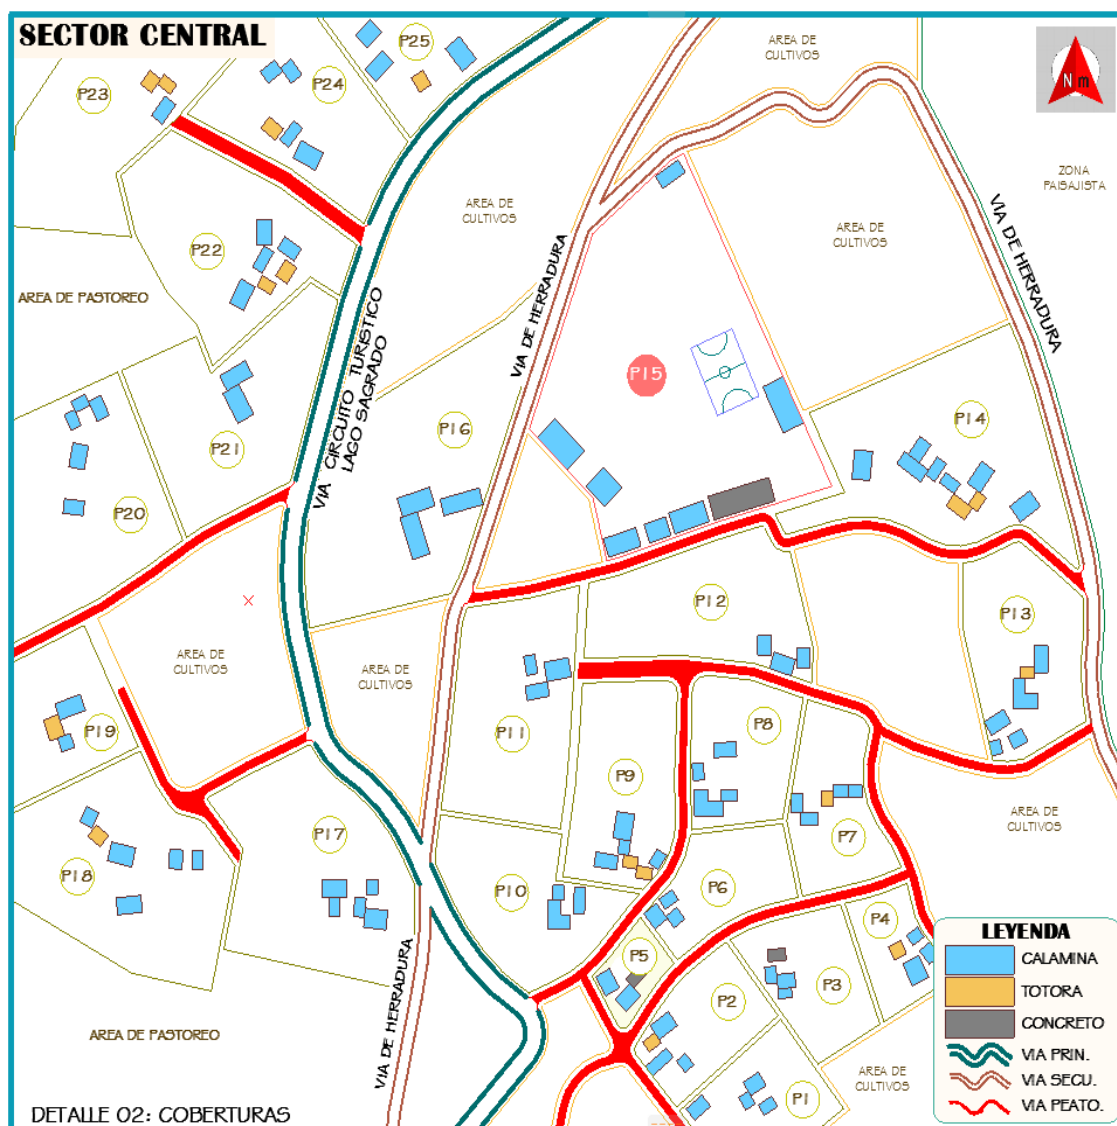 SECTOR CENTRAL
P25
AREA DE
CULTIVOS
P24
P23
N m
ZONA
PAISAJISTA
AREA DE
CULTIVOS
AREA DE
CULTIVOS
VIA DE HERRADURA
P22
VIA DE HERRADURA
AREA DE PASTOREO
VIA CIRCUITO TURISTICO
LAGO SAGRADO
P15
P16
P14
P21
P20
P12
P13
AREA DE
CULTIVOS
AREA DE
CULTIVOS
P19
P11
P8
P9
P17
P7
AREA DE
CULTIVOS
P18
P10
P6
P4
P5
P3
P2
P1
VIA DE HERRADURA
AREA DE PASTOREO
AREA DE
CULTIVOS
LEYENDA
CALAMINA
TOTORA
CONCRETO
VIA PRIN.
VIA SECU.
VIA PEATO.
DETALLE 02: COBERTURAS